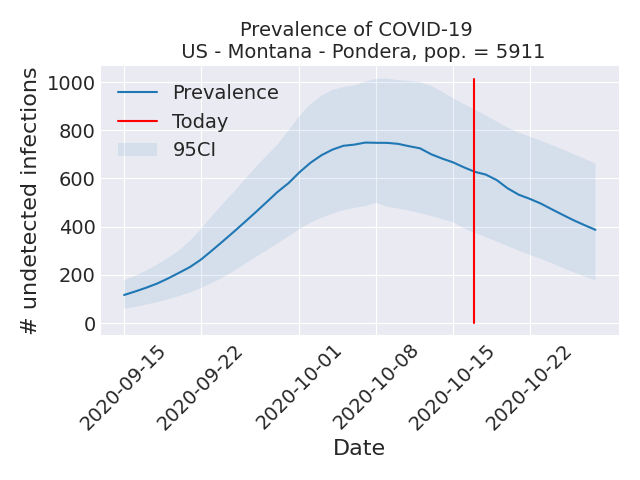 Prevalence of COVID-19
US - Montana - Pondera, pop. = 5911
# undetected infections
1000
800
600
400
200
0
Prevalence
Today
95CI
2020-09-15
2020-09-22
2020-10-01
2020-10-08
2020-10-15
2020-10-22
Date